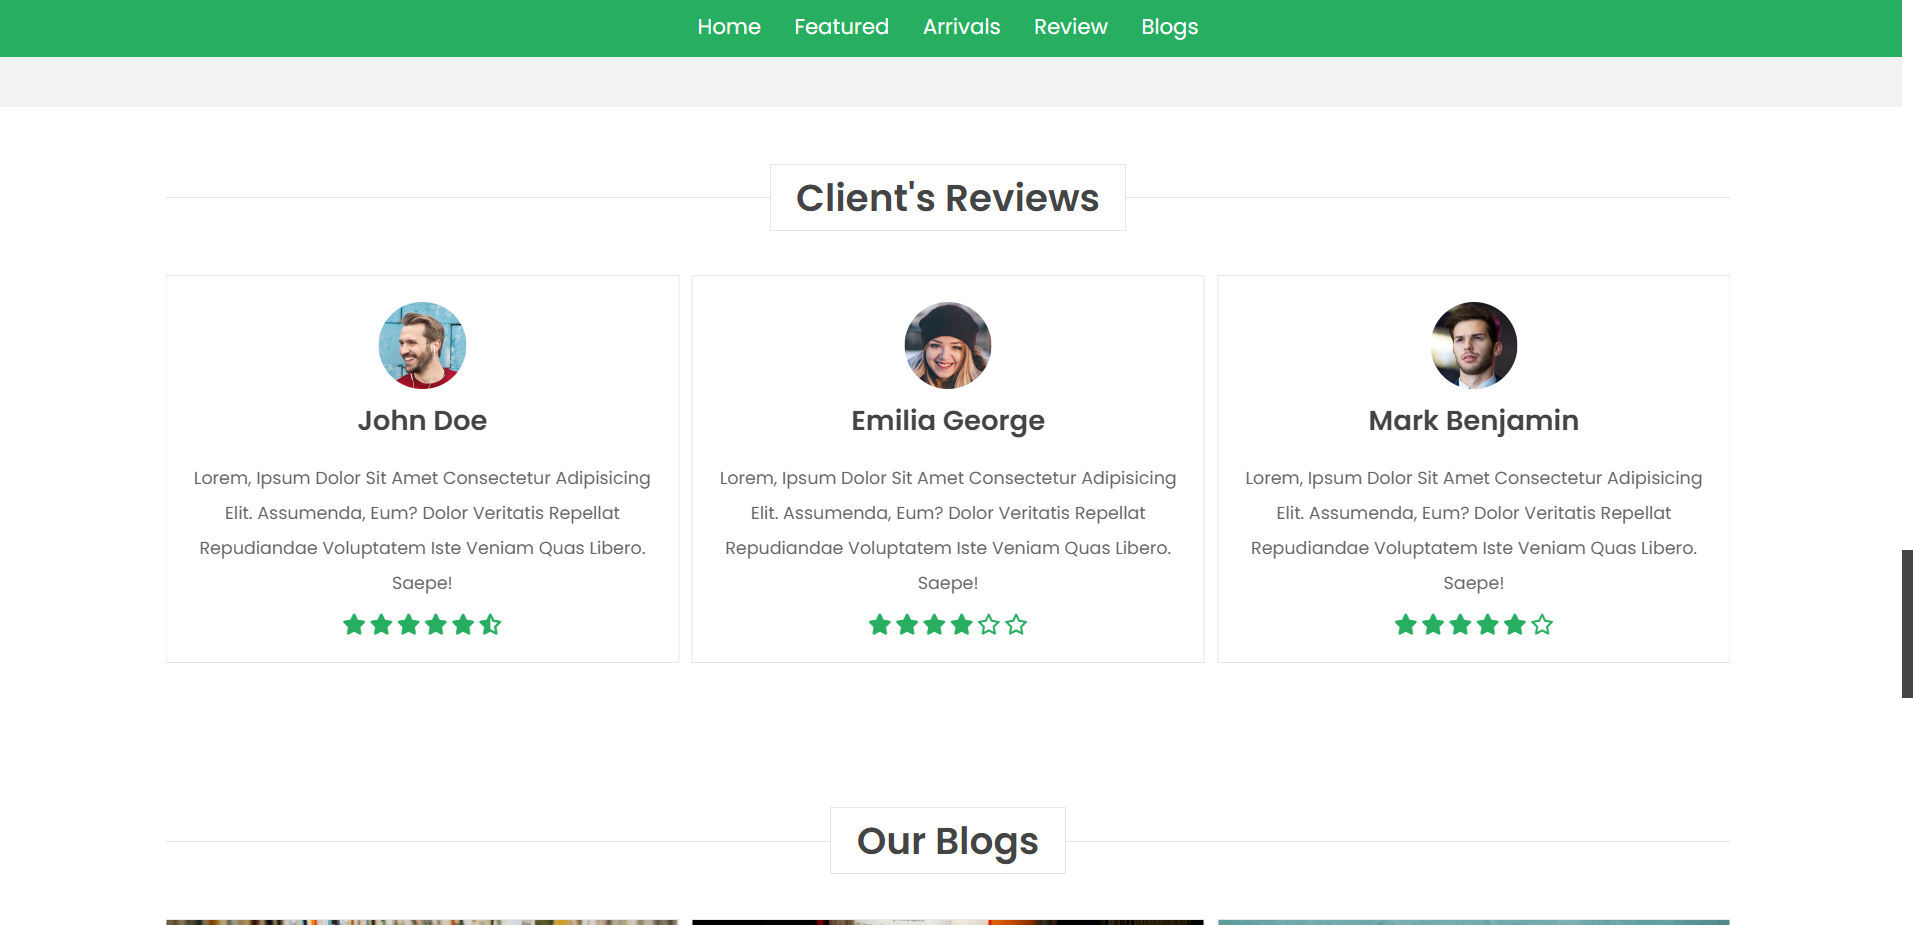 Home Featured Arrivals Review Blogs
Client's Reviews
John Doe
Lorem, Ipsum Dolor Sit Amet Consectetur Adipisicing
Elit. Assumenda, Eum? Dolor Veritatis Repellat
Repudiandae Voluptatem Iste Veniam Quas Libero.
Saepe!
Emilia George
Lorem, Ipsum Dolor Sit Amet Consectetur Adipisicing
Elit. Assumenda, Eum? Dolor Veritatis Repellat
Repudiandae Voluptatem Iste Veniam Quas Libero.
Saepe!
Mark Benjamin
Lorem, Ipsum Dolor Sit Amet Consectetur Adipisicing
Elit. Assumenda, Eum? Dolor Veritatis Repellat
Repudiandae Voluptatem Iste Veniam Quas Libero.
Saepe!
Our Blogs